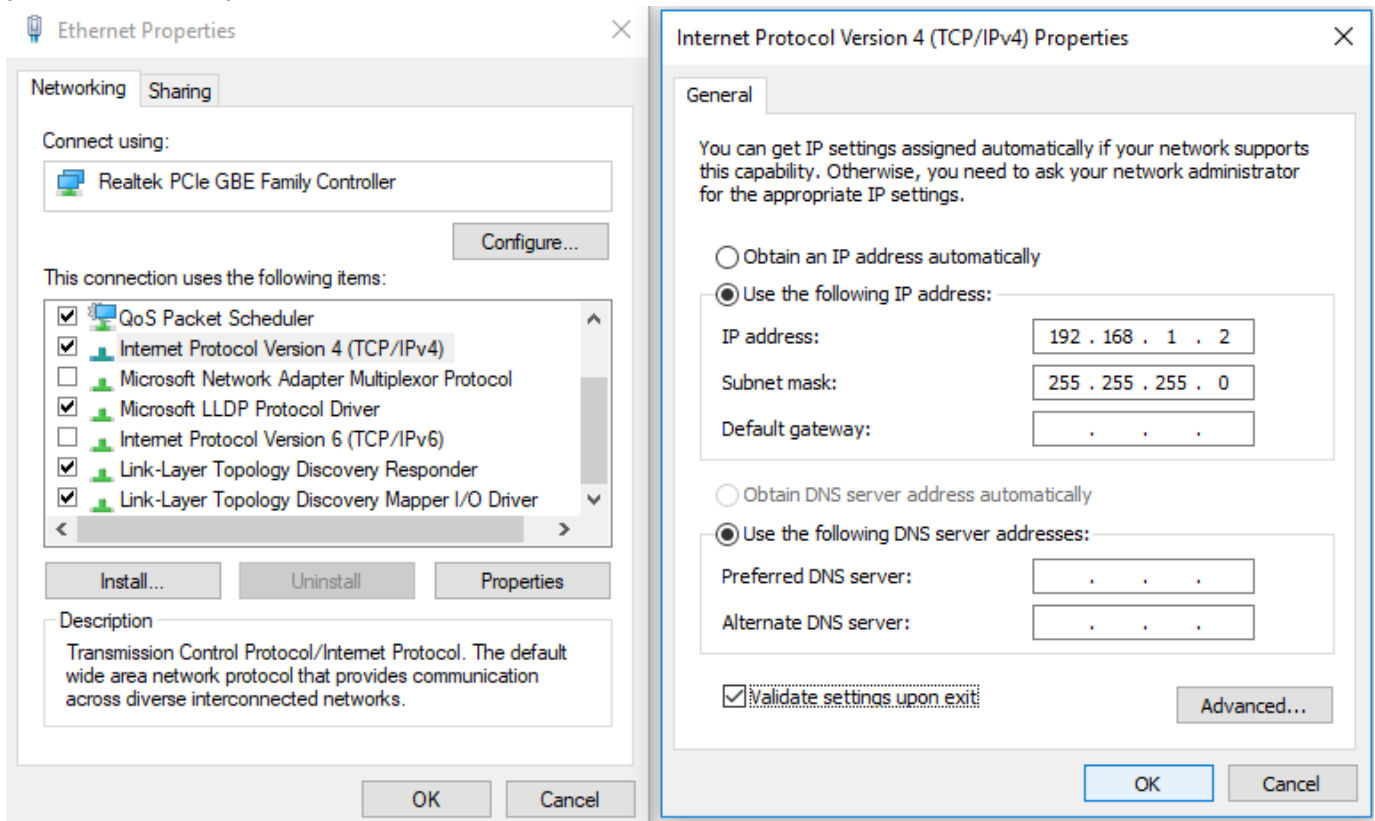 Ethernet Properties
Networking
Sharing
Connect using:
Realtek PCIe GBE Family Controller
Configure...
This connection uses the following items:
QoS Packet Scheduler
Internet Protocol Version 4 (TCP/IPv4)
Microsoft Network Adapter Multiplexor Protocol
Microsoft LLDP Protocol Driver
Internet Protocol Version 6 (TCP/IPv6)
Link-Layer Topology Discovery Responder
Link-Layer Topology Discovery Mapper I/O Driver
Install...
Uninstall
Properties
Description
Transmission Control Protocol/Internet Protocol. The default
wide area network protocol that provides communication
across diverse interconnected networks.
OK
Cancel
Internet Protocol Version 4 (TCP/IPv4) Properties
General
You can get IP settings assigned automatically if your network supports
this capability. Otherwise, you need to ask your network administrator
for the appropriate IP settings.
Obtain an IP address automatically
Use the following IP address:
IP address: 192 . 168 . 1 . 2
Subnet mask: 255 . 255 . 255 . 0
Default gateway: . . .
Obtain DNS server address automatically
Use the following DNS server addresses:
Preferred DNS server: . . .
Alternate DNS server: . . .
Validate settings upon exit
Advanced...
OK
Cancel